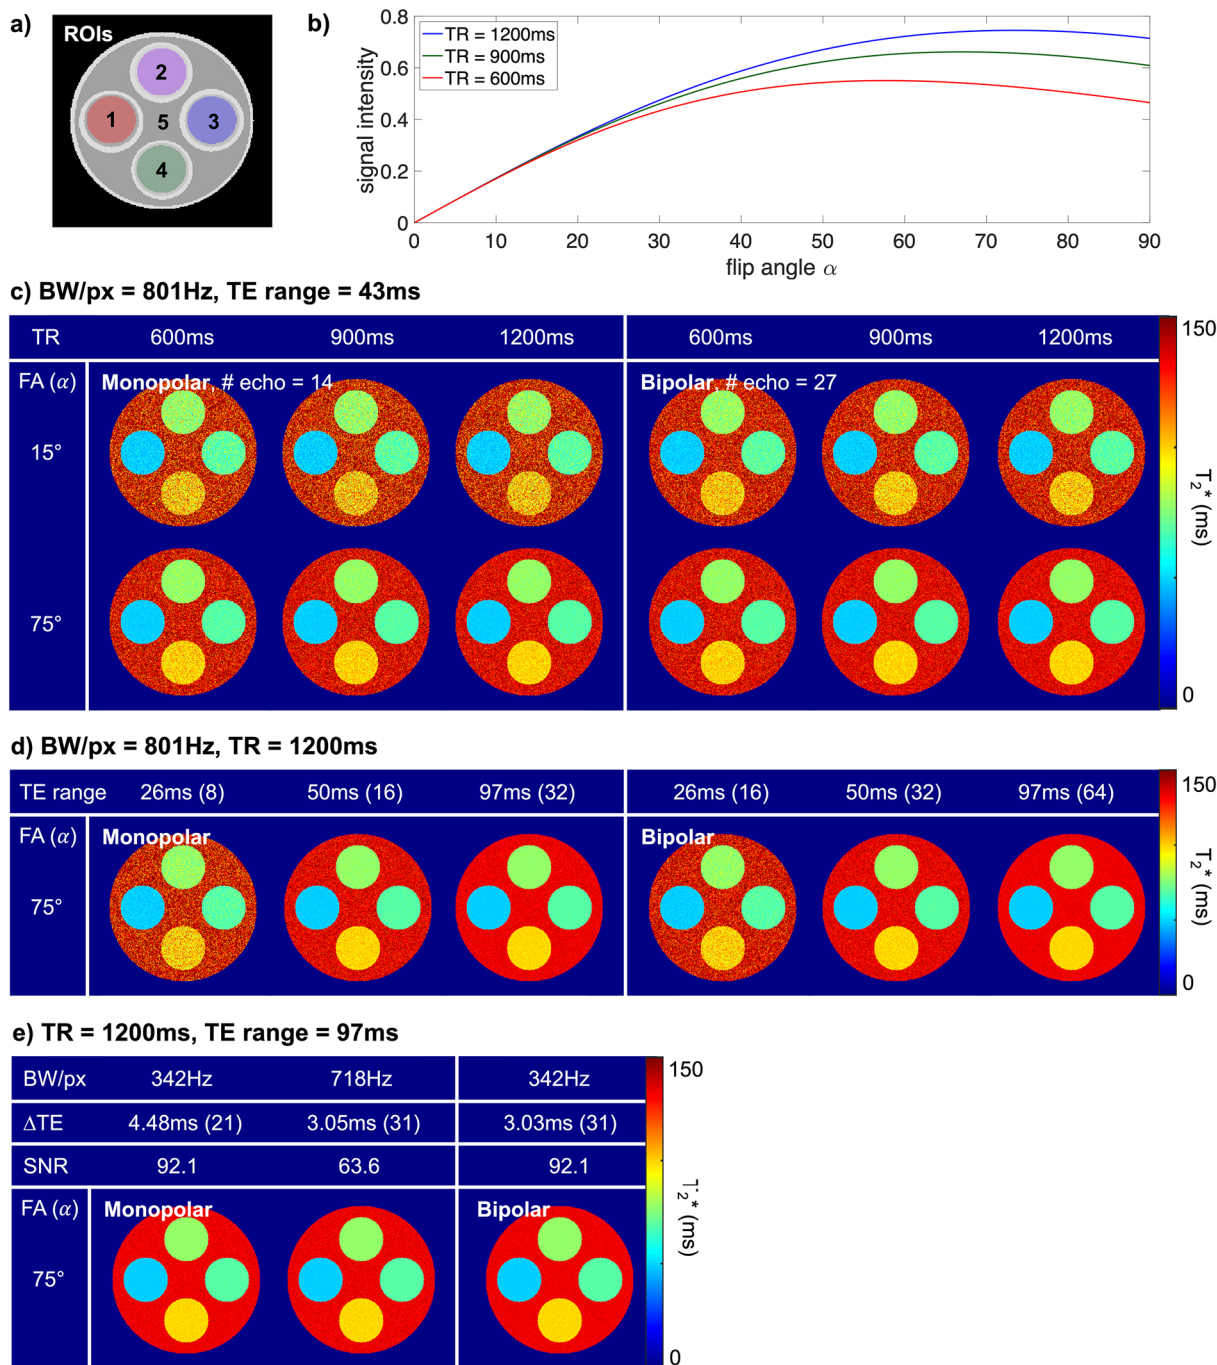 a)
ROIs
2
1
5
3
4
b)
0.8
0.6
0.4
0.2
0
signal intensity
TR = 1200ms
TR = 900ms
TR = 600ms
0 10 20 30 40 50 60 70 80 90
flip angle α
c) BW/px = 801Hz, TE range = 43ms
TR 600ms 900ms 1200ms 600ms 900ms 1200ms
FA (α) Monopolar, # echo = 14 Bipolar, # echo = 27
15°
75°
150
T2* (ms)
0
d) BW/px = 801Hz, TR = 1200ms
TE range 26ms (8) 50ms (16) 97ms (32) 26ms (16) 50ms (32) 97ms (64)
FA (α) Monopolar Bipolar
75°
150
T2* (ms)
0
e) TR = 1200ms, TE range = 97ms
BW/px 342Hz 718Hz 342Hz
ΔTE 4.48ms (21) 3.05ms (31) 3.03ms (31)
SNR 92.1 63.6 92.1
FA (α) Monopolar Bipolar
75°
150
T2* (ms)
0